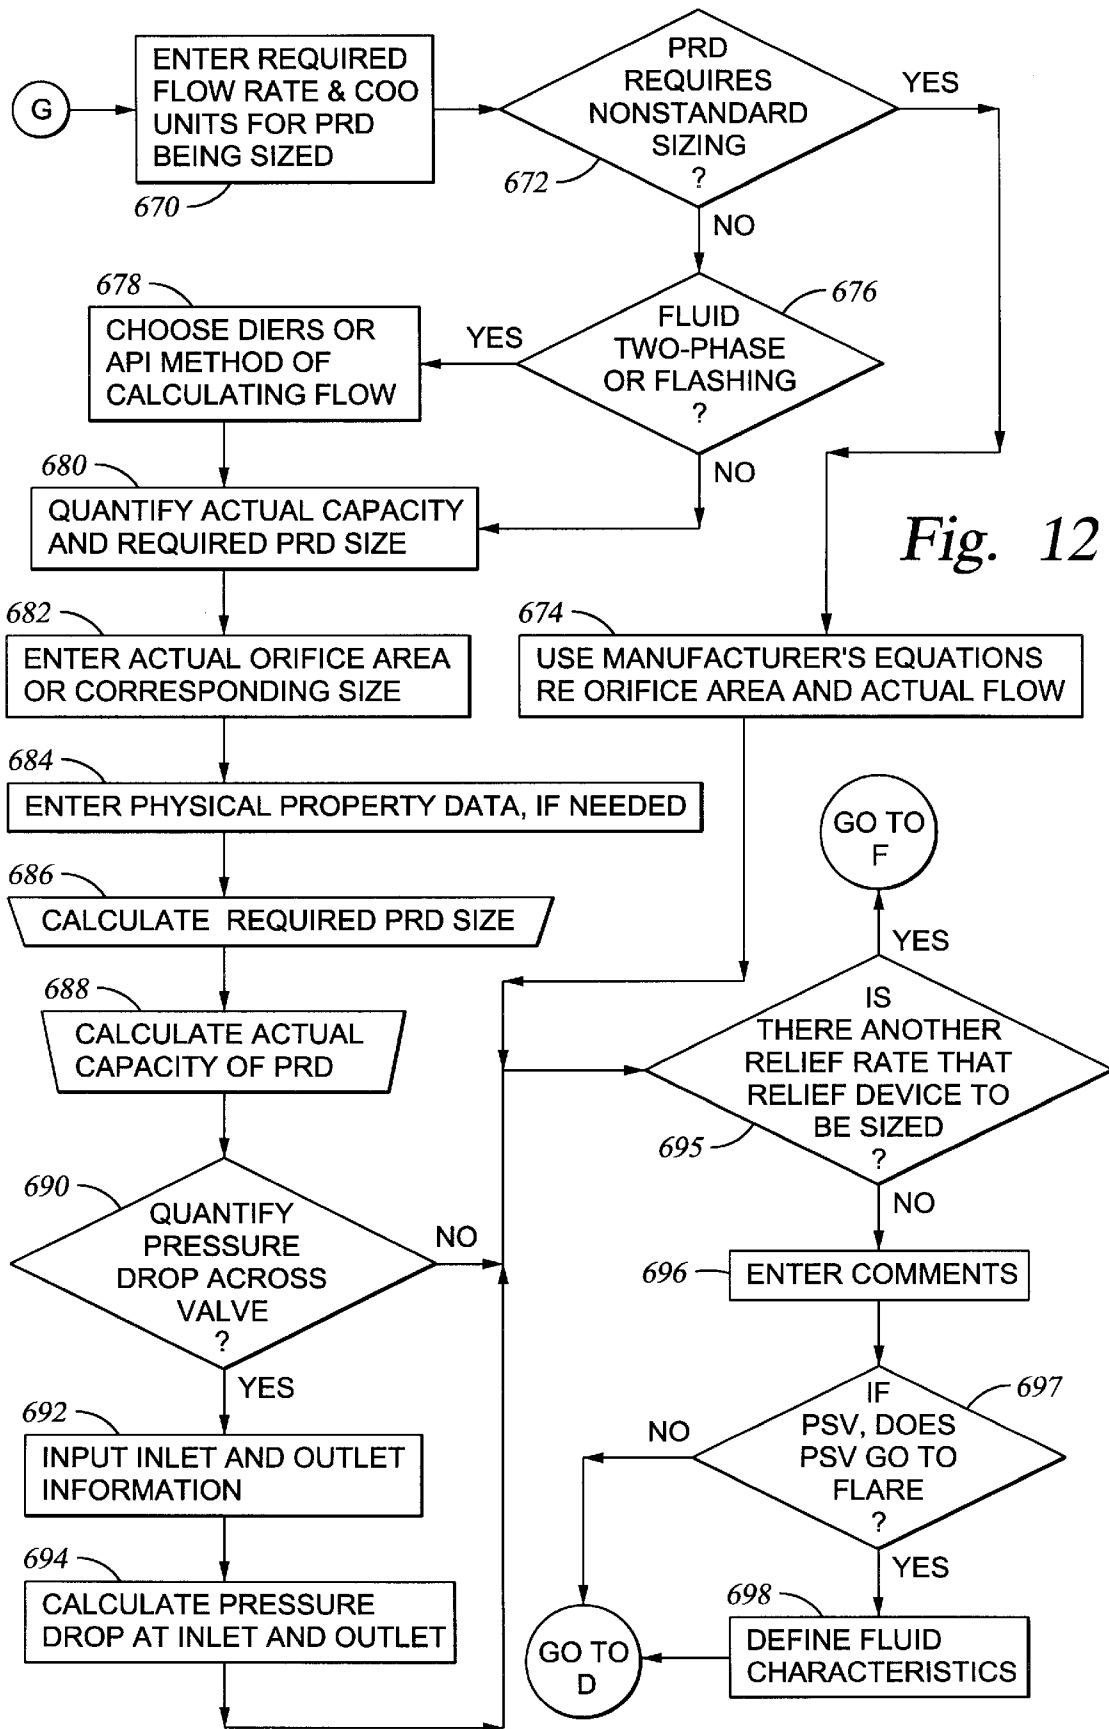 G
ENTER REQUIRED
FLOW RATE & COO
UNITS FOR PRD
BEING SIZED
670
PRD
REQUIRES
NONSTANDARD
SIZING
?
672
YES
NO
678
CHOOSE DIERS OR
API METHOD OF
CALCULATING FLOW
YES
FLUID
TWO-PHASE
OR FLASHING
?
676
NO
680
QUANTIFY ACTUAL CAPACITY
AND REQUIRED PRD SIZE
Fig. 12
682
ENTER ACTUAL ORIFICE AREA
OR CORRESPONDING SIZE
674
USE MANUFACTURER'S EQUATIONS
RE ORIFICE AREA AND ACTUAL FLOW
684
ENTER PHYSICAL PROPERTY DATA, IF NEEDED
GO TO
F
686
CALCULATE REQUIRED PRD SIZE
YES
688
CALCULATE ACTUAL
CAPACITY OF PRD
IS
THERE ANOTHER
RELIEF RATE THAT
RELIEF DEVICE TO
BE SIZED
?
695
NO
690
QUANTIFY
PRESSURE
DROP ACROSS
VALVE
?
NO
YES
696
ENTER COMMENTS
692
INPUT INLET AND OUTLET
INFORMATION
IF
PSV, DOES
PSV GO TO
FLARE
?
697
NO
YES
694
CALCULATE PRESSURE
DROP AT INLET AND OUTLET
GO TO
D
698
DEFINE FLUID
CHARACTERISTICS